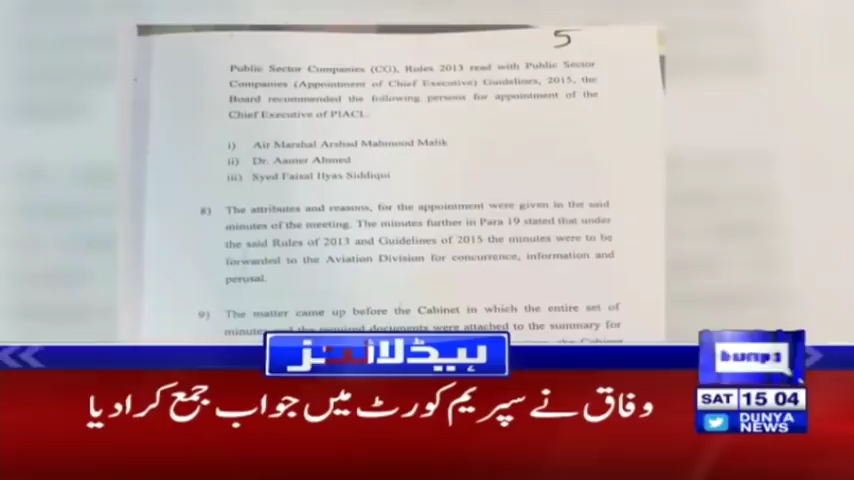 5
Public Sector Companies (CG), Rules 2013 read with Public Sector
Companies (Appointment of Chief Executive) Guidelines, 2015, the
Board recommended the following persons for appointment of the
Chief Executive of PIACL.
i) Air Marshal Arshad Mahmood Malik
ii) Dr. Aamer Ahmed
iii) Syed Faisal Ilyas Siddiqui
8) The attributes and reasons, for the appointment were given in the said
minutes of the meeting. The minutes further in Para 19 stated that under
the said Rules of 2013 and Guidelines of 2015 the minutes were to be
forwarded to the Aviation Division for concurrence, information and
perusal.
9) The matter came up before the Cabinet in which the entire set of
minutes and the required documents were attached to the summary for
the Cabinet
ہیڈلائنز
وفاق نے سپریم کورٹ میں جواب جمع کرادیا
SAT 15 04
DUNYA
NEWS